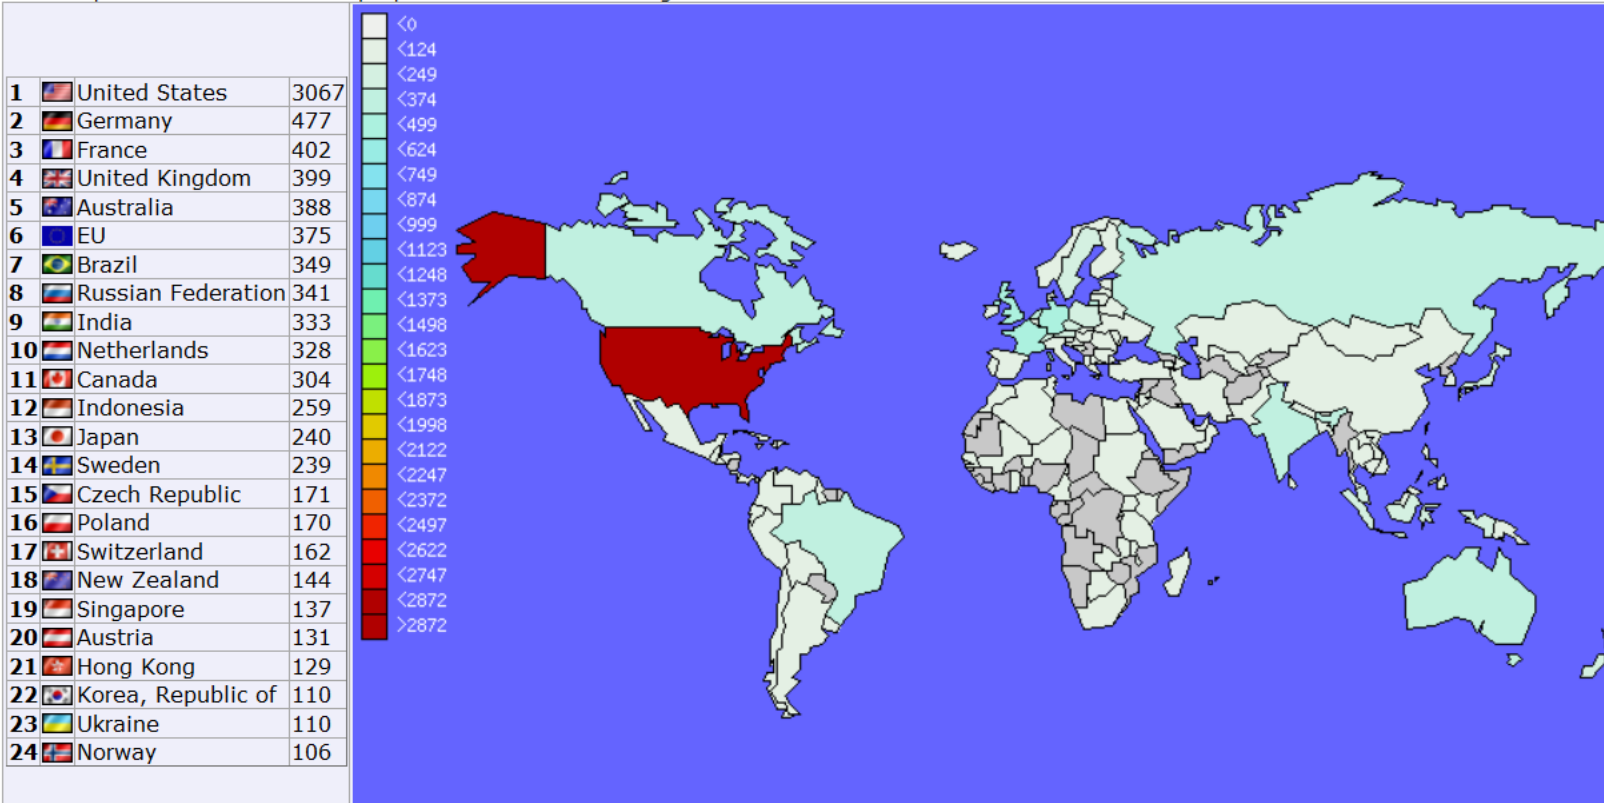 1 United States 3067
2 Germany 477
3 France 402
4 United Kingdom 399
5 Australia 388
6 EU 375
7 Brazil 349
8 Russian Federation 341
9 India 333
10 Netherlands 328
11 Canada 304
12 Indonesia 259
13 Japan 240
14 Sweden 239
15 Czech Republic 171
16 Poland 170
17 Switzerland 162
18 New Zealand 144
19 Singapore 137
20 Austria 131
21 Hong Kong 129
22 Korea, Republic of 110
23 Ukraine 110
24 Norway 106
<0
<124
<249
<374
<499
<624
<749
<874
<999
<1123
<1248
<1373
<1498
<1623
<1748
<1873
<1998
<2122
<2247
<2372
<2497
<2622
<2747
<2872
>2872